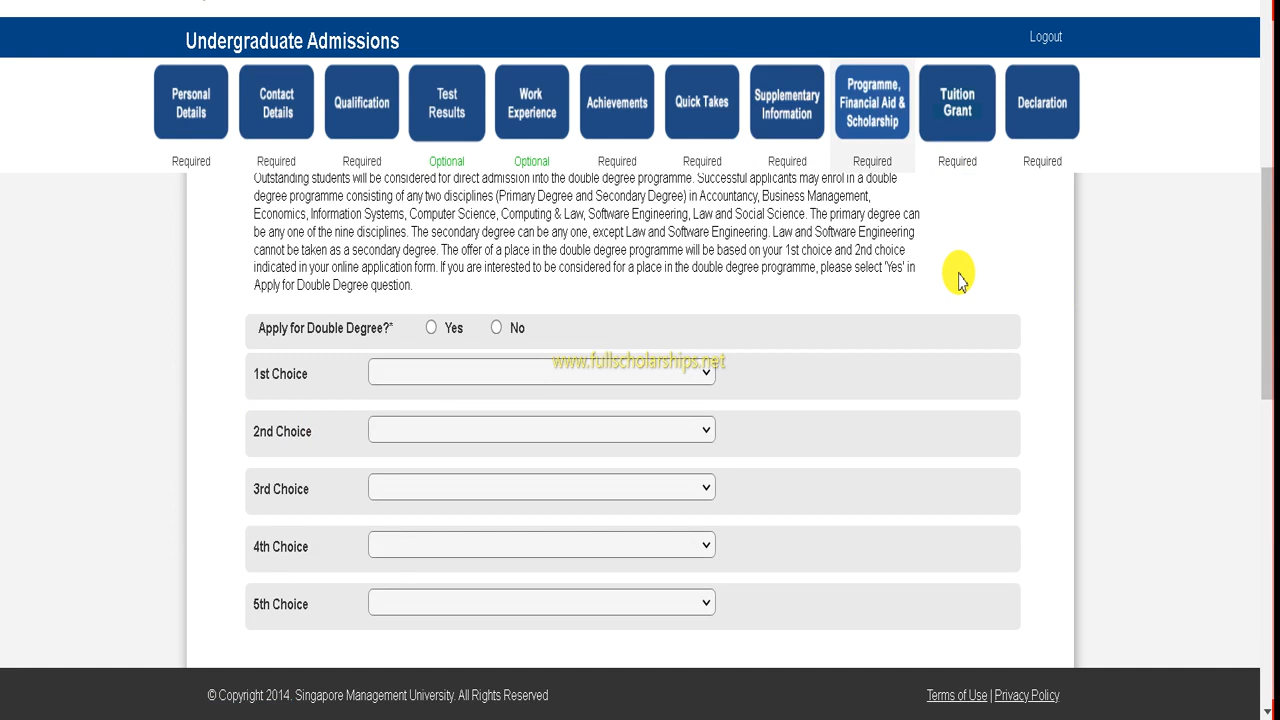 Undergraduate Admissions
Logout
Personal Details
Contact Details
Qualification
Test Results
Work Experience
Achievements
Quick Takes
Supplementary Information
Programme, Financial Aid & Scholarship
Tuition Grant
Declaration
Required
Required
Required
Optional
Optional
Required
Required
Required
Required
Required
Required
Outstanding students will be considered for direct admission into the double degree programme. Successful applicants may enrol in a double
degree programme consisting of any two disciplines (Primary Degree and Secondary Degree) in Accountancy, Business Management,
Economics, Information Systems, Computer Science, Computing & Law, Software Engineering, Law and Social Science. The primary degree can
be any one of the nine disciplines. The secondary degree can be any one, except Law and Software Engineering. Law and Software Engineering
cannot be taken as a secondary degree. The offer of a place in the double degree programme will be based on your 1st choice and 2nd choice
indicated in your online application form. If you are interested to be considered for a place in the double degree programme, please select 'Yes' in
Apply for Double Degree question.
Apply for Double Degree?* Yes No
www.fullscholarships.net
1st Choice
2nd Choice
3rd Choice
4th Choice
5th Choice
© Copyright 2014. Singapore Management University. All Rights Reserved
Terms of Use | Privacy Policy